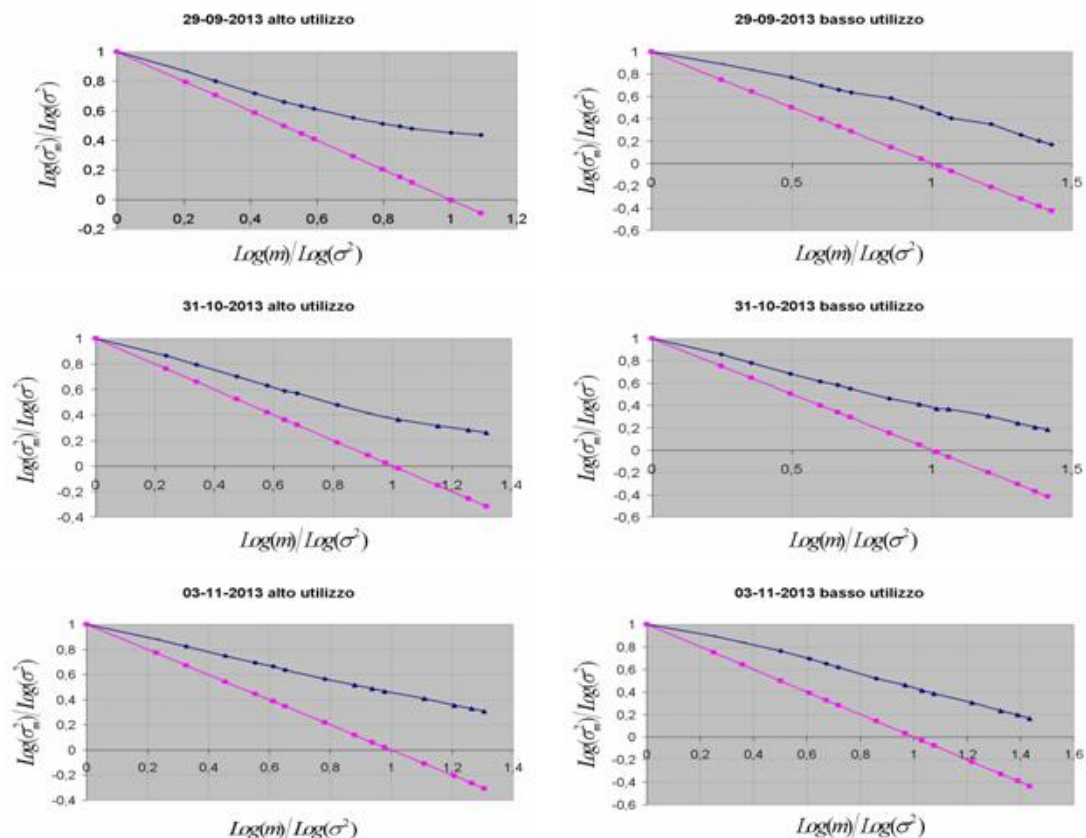 29-09-2013 alto utilizzo
Log(σ²m)/Log(σ²)
1
0,8
0,6
0,4
0,2
0
-0,2
0 0,2 0,4 0,6 0,8 1 1,2
Log(m)/Log(σ²)
29-09-2013 basso utilizzo
Log(σ²m)/Log(σ²)
1
0,8
0,6
0,4
0,2
0
-0,2
-0,4
-0,6
0 0,5 1 1,5
Log(m)/Log(σ²)
31-10-2013 alto utilizzo
Log(σ²m)/Log(σ²)
1
0,8
0,6
0,4
0,2
0
-0,2
-0,4
0 0,2 0,4 0,6 0,8 1 1,2 1,4
Log(m)/Log(σ²)
31-10-2013 basso utilizzo
Log(σ²m)/Log(σ²)
1
0,8
0,6
0,4
0,2
0
-0,2
-0,4
-0,6
0 0,5 1 1,5
Log(m)/Log(σ²)
03-11-2013 alto utilizzo
Log(σ²m)/Log(σ²)
1
0,8
0,6
0,4
0,2
0
-0,2
-0,4
0 0,2 0,4 0,6 0,8 1 1,2 1,4
Log(m)/Log(σ²)
03-11-2013 basso utilizzo
Log(σ²m)/Log(σ²)
1
0,8
0,6
0,4
0,2
0
-0,2
-0,4
-0,6
0 0,2 0,4 0,6 0,8 1 1,2 1,4 1,6
Log(m)/Log(σ²)